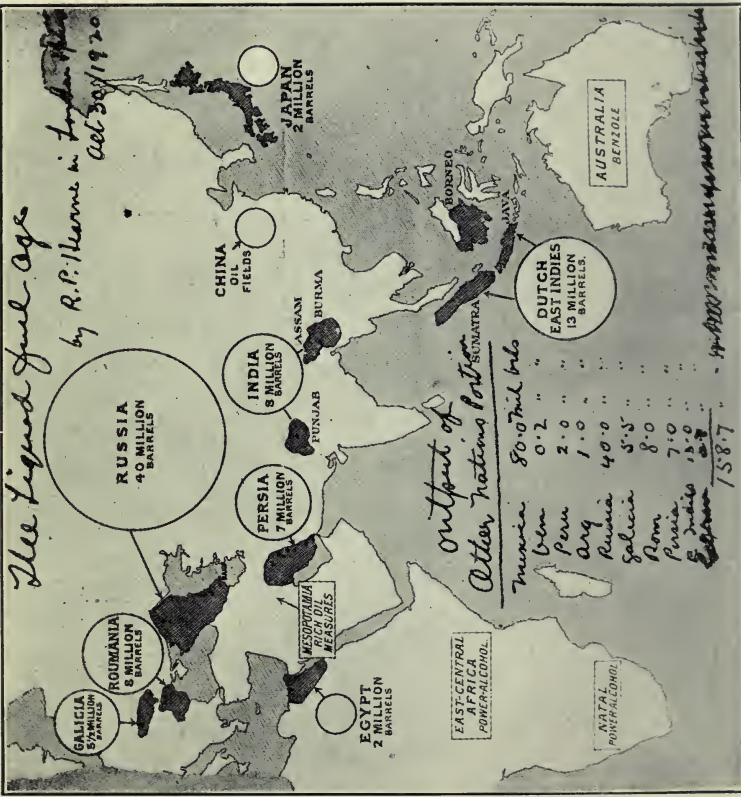 The Liquid fuel age
by R.P. Hearne in London
Oct 30/1920
RUSSIA
40 MILLION
BARRELS
GALICIA
5½ MILLION
BARRELS
ROUMANIA
8 MILLION
BARRELS
BAKU
PERSIA
7 MILLION
BARRELS
INDIA
8 MILLION
BARRELS
PUNJAB
ASSAM
BURMA
CHINA
OIL
FIELDS
JAPAN
2 MILLION
BARRELS
MESOPOTAMIA
RICH OIL
MEASURES
EGYPT
2 MILLION
BARRELS
BORNEO
JAVA
SUMATRA
DUTCH
EAST INDIES
13 MILLION
BARRELS.
AUSTRALIA
BENZOLE
EAST-CENTRAL
AFRICA
POWER-ALCOHOL
NATAL
POWER-ALCOHOL
Output of
Other Nations Portion
Mexico 80.0 mil bbls
Ven 0.2 " "
Peru 2.0 " "
Arg 1.0 " "
Russia 40.0 " "
Galicia 5.5 " "
Rom 8.0 " "
Persia 7.0 " "
E Indies 13.0 " "
158.7 "